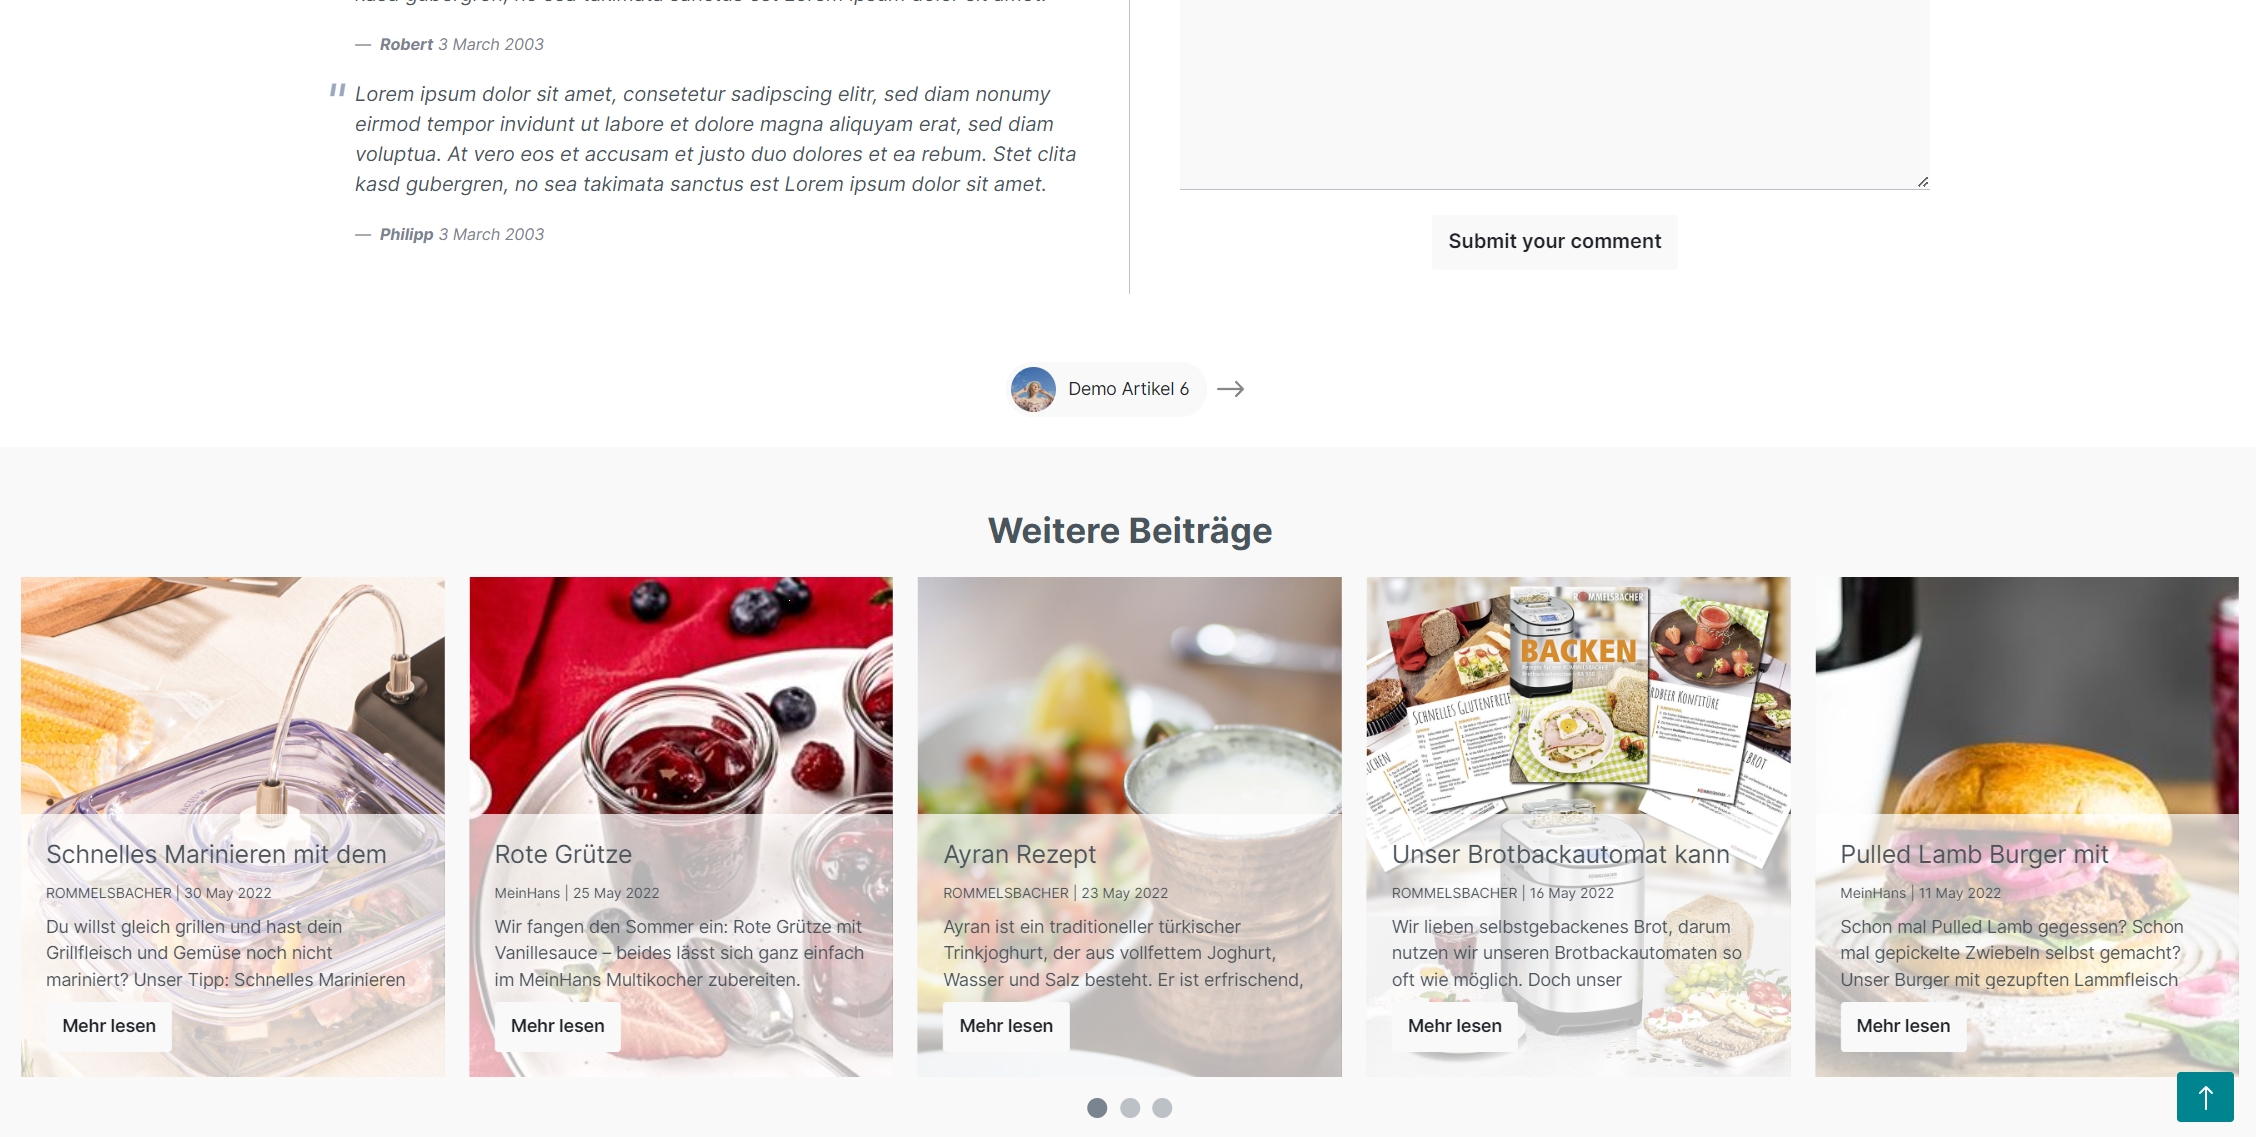 — Robert 3 March 2003
" Lorem ipsum dolor sit amet, consetetur sadipscing elitr, sed diam nonumy
eirmod tempor invidunt ut labore et dolore magna aliquyam erat, sed diam
voluptua. At vero eos et accusam et justo duo dolores et ea rebum. Stet clita
kasd gubergren, no sea takimata sanctus est Lorem ipsum dolor sit amet.
— Philipp 3 March 2003
Submit your comment
Demo Artikel 6
Weitere Beiträge
Schnelles Marinieren mit dem
ROMMELSBACHER | 30 May 2022
Du willst gleich grillen und hast dein
Grillfleisch und Gemüse noch nicht
mariniert? Unser Tipp: Schnelles Marinieren
Mehr lesen
Rote Grütze
MeinHans | 25 May 2022
Wir fangen den Sommer ein: Rote Grütze mit
Vanillesauce – beides lässt sich ganz einfach
im MeinHans Multikocher zubereiten.
Mehr lesen
Ayran Rezept
ROMMELSBACHER | 23 May 2022
Ayran ist ein traditioneller türkischer
Trinkjoghurt, der aus vollfettem Joghurt,
Wasser und Salz besteht. Er ist erfrischend,
Mehr lesen
ROMMELSBACHER
BACKEN
SCHNELLES GLUTENFREIE
RDBEER KONFITÜRE
BROT
Unser Brotbackautomat kann
ROMMELSBACHER | 16 May 2022
Wir lieben selbstgebackenes Brot, darum
nutzen wir unseren Brotbackautomaten so
oft wie möglich. Doch unser
Mehr lesen
Pulled Lamb Burger mit
MeinHans | 11 May 2022
Schon mal Pulled Lamb gegessen? Schon
mal gepickelte Zwiebeln selbst gemacht?
Unser Burger mit gezupften Lammfleisch
Mehr lesen